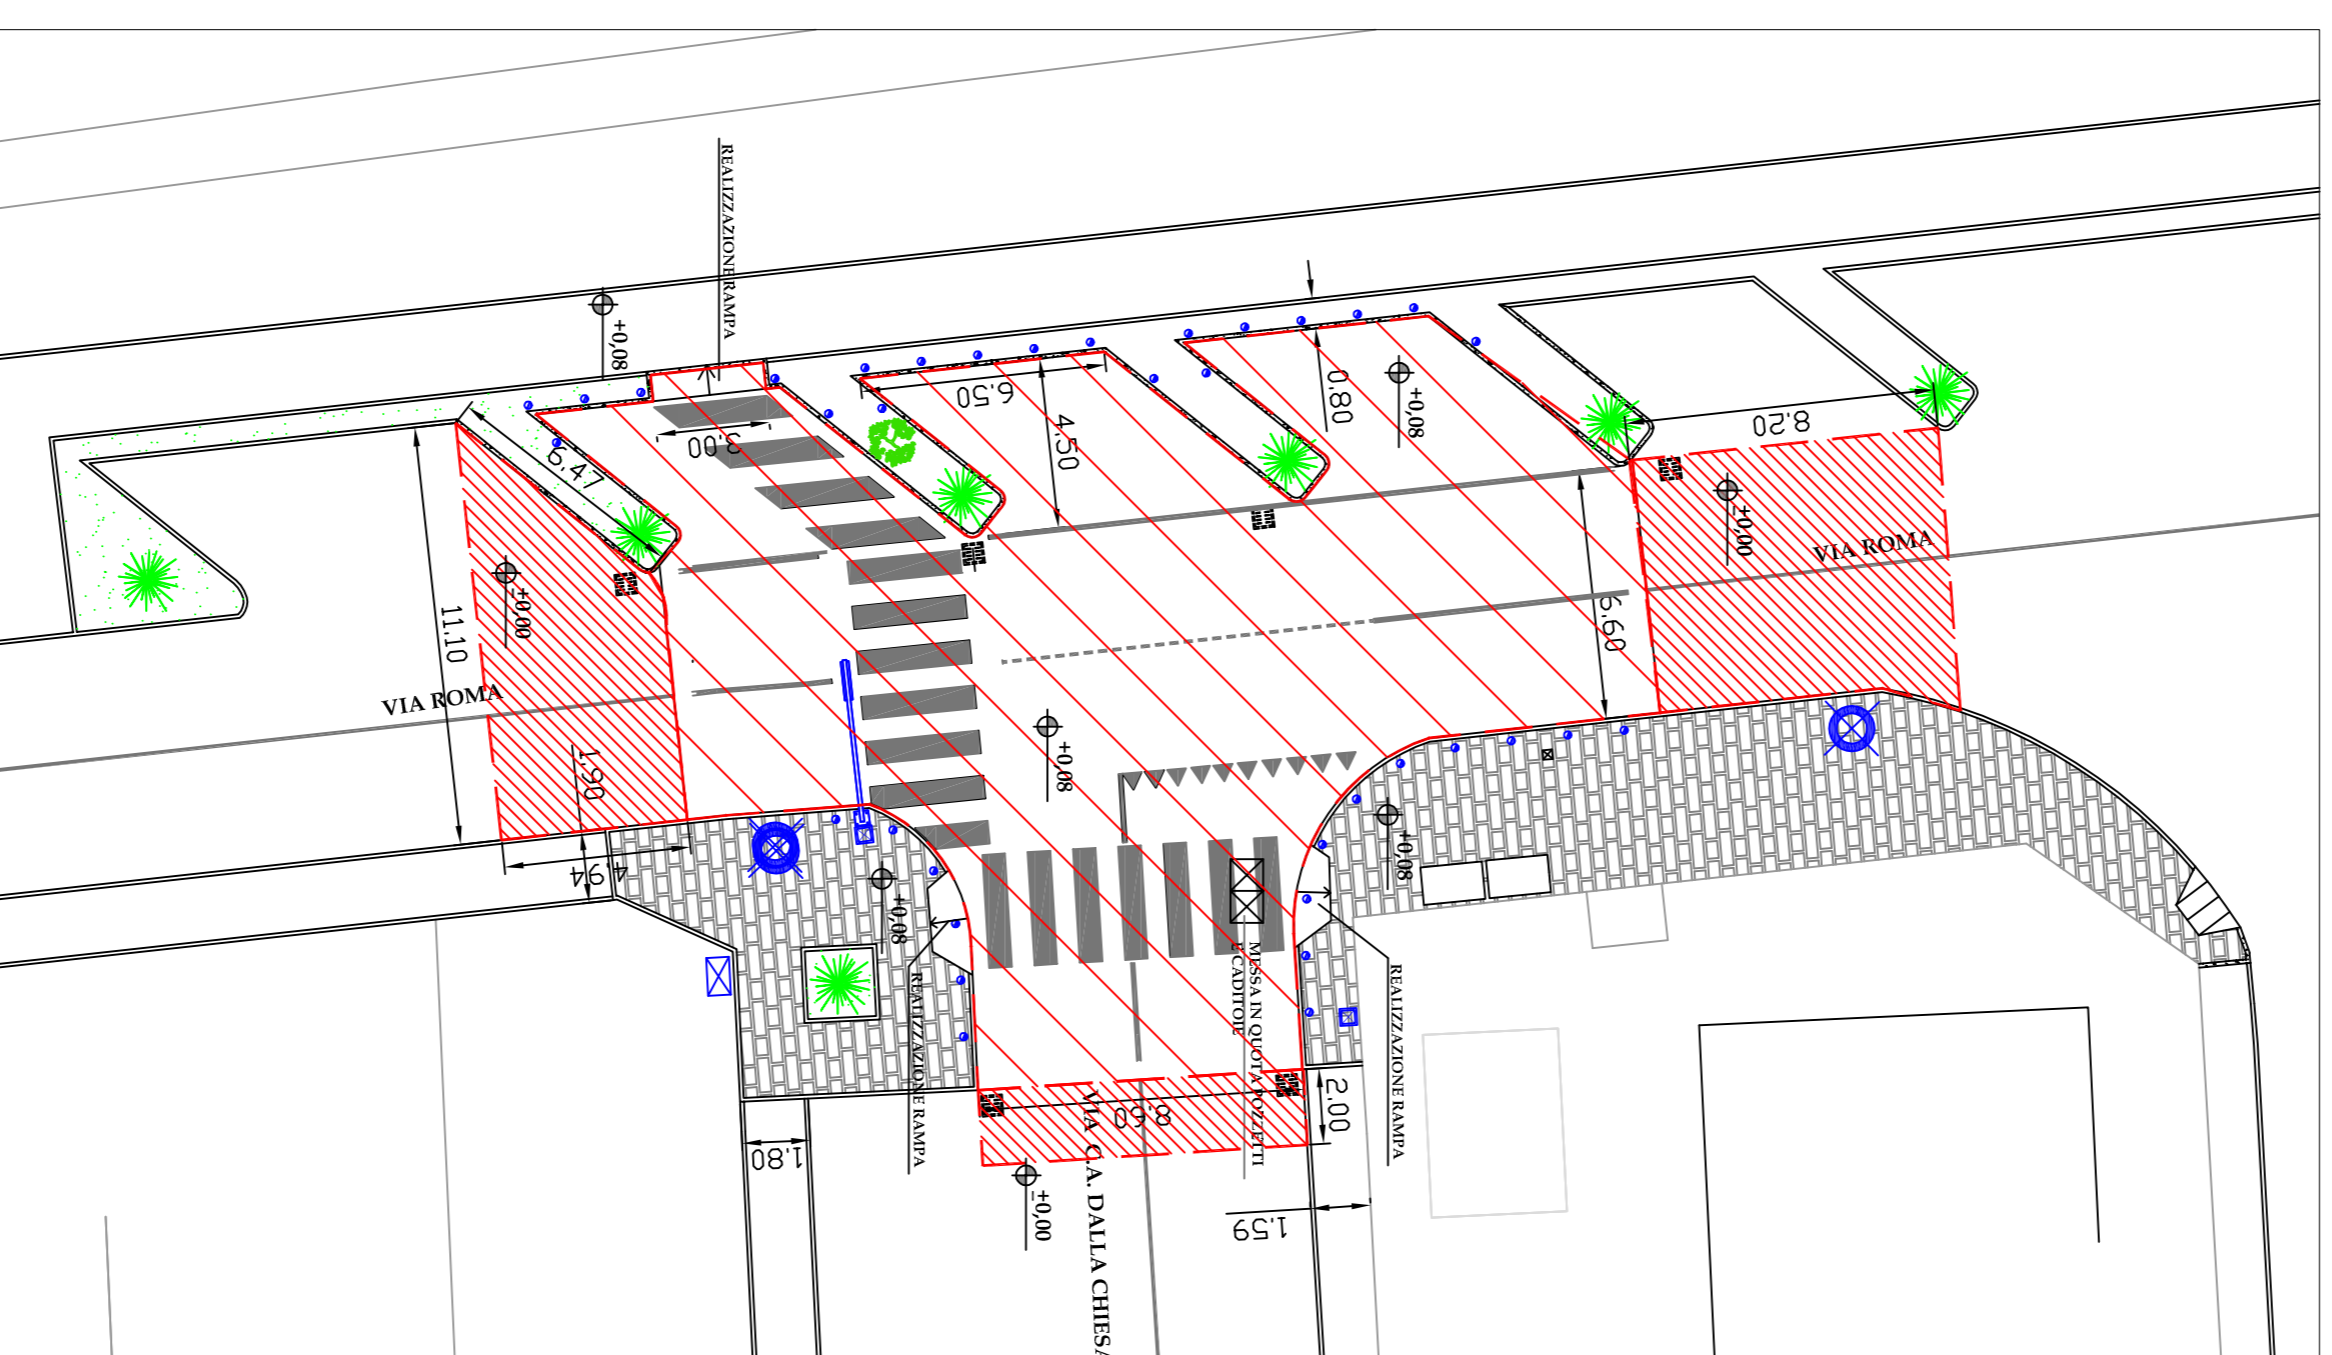 REALIZZAZIONE RAMPA
+0,08
6.50
4.50
0.80
+0,08
8.20
3.00
6.47
±0,00
±0,00
VIA ROMA
11.10
6.60
VIA ROMA
1.90
+0,08
+0,08
4.94
+0,08
MESSA IN QUOTA POZZETTI
E CADITOIE
REALIZZAZIONE RAMPA
REALIZZAZIONE RAMPA
2.00
8.60
1.80
±0,00
1.59
VIA C.A. DALLA CHIESA